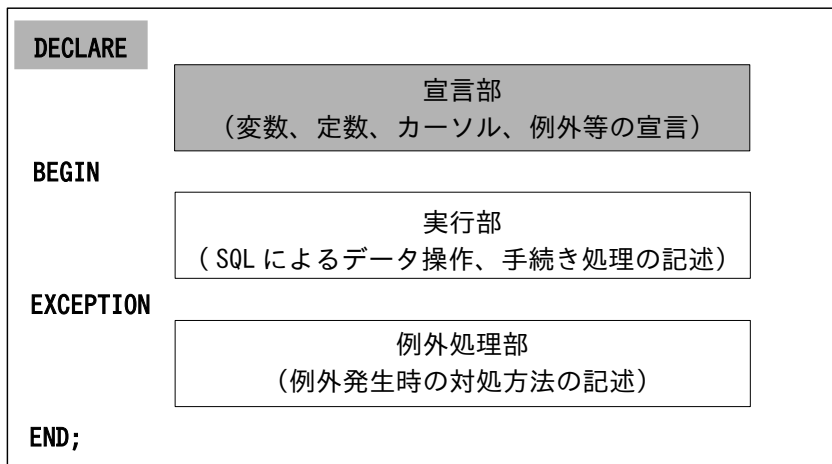 DECLARE
宣言部
（変数、定数、カーソル、例外等の宣言）
BEGIN
実行部
（SQLによるデータ操作、手続き処理の記述）
EXCEPTION
例外処理部
（例外発生時の対処方法の記述）
END;